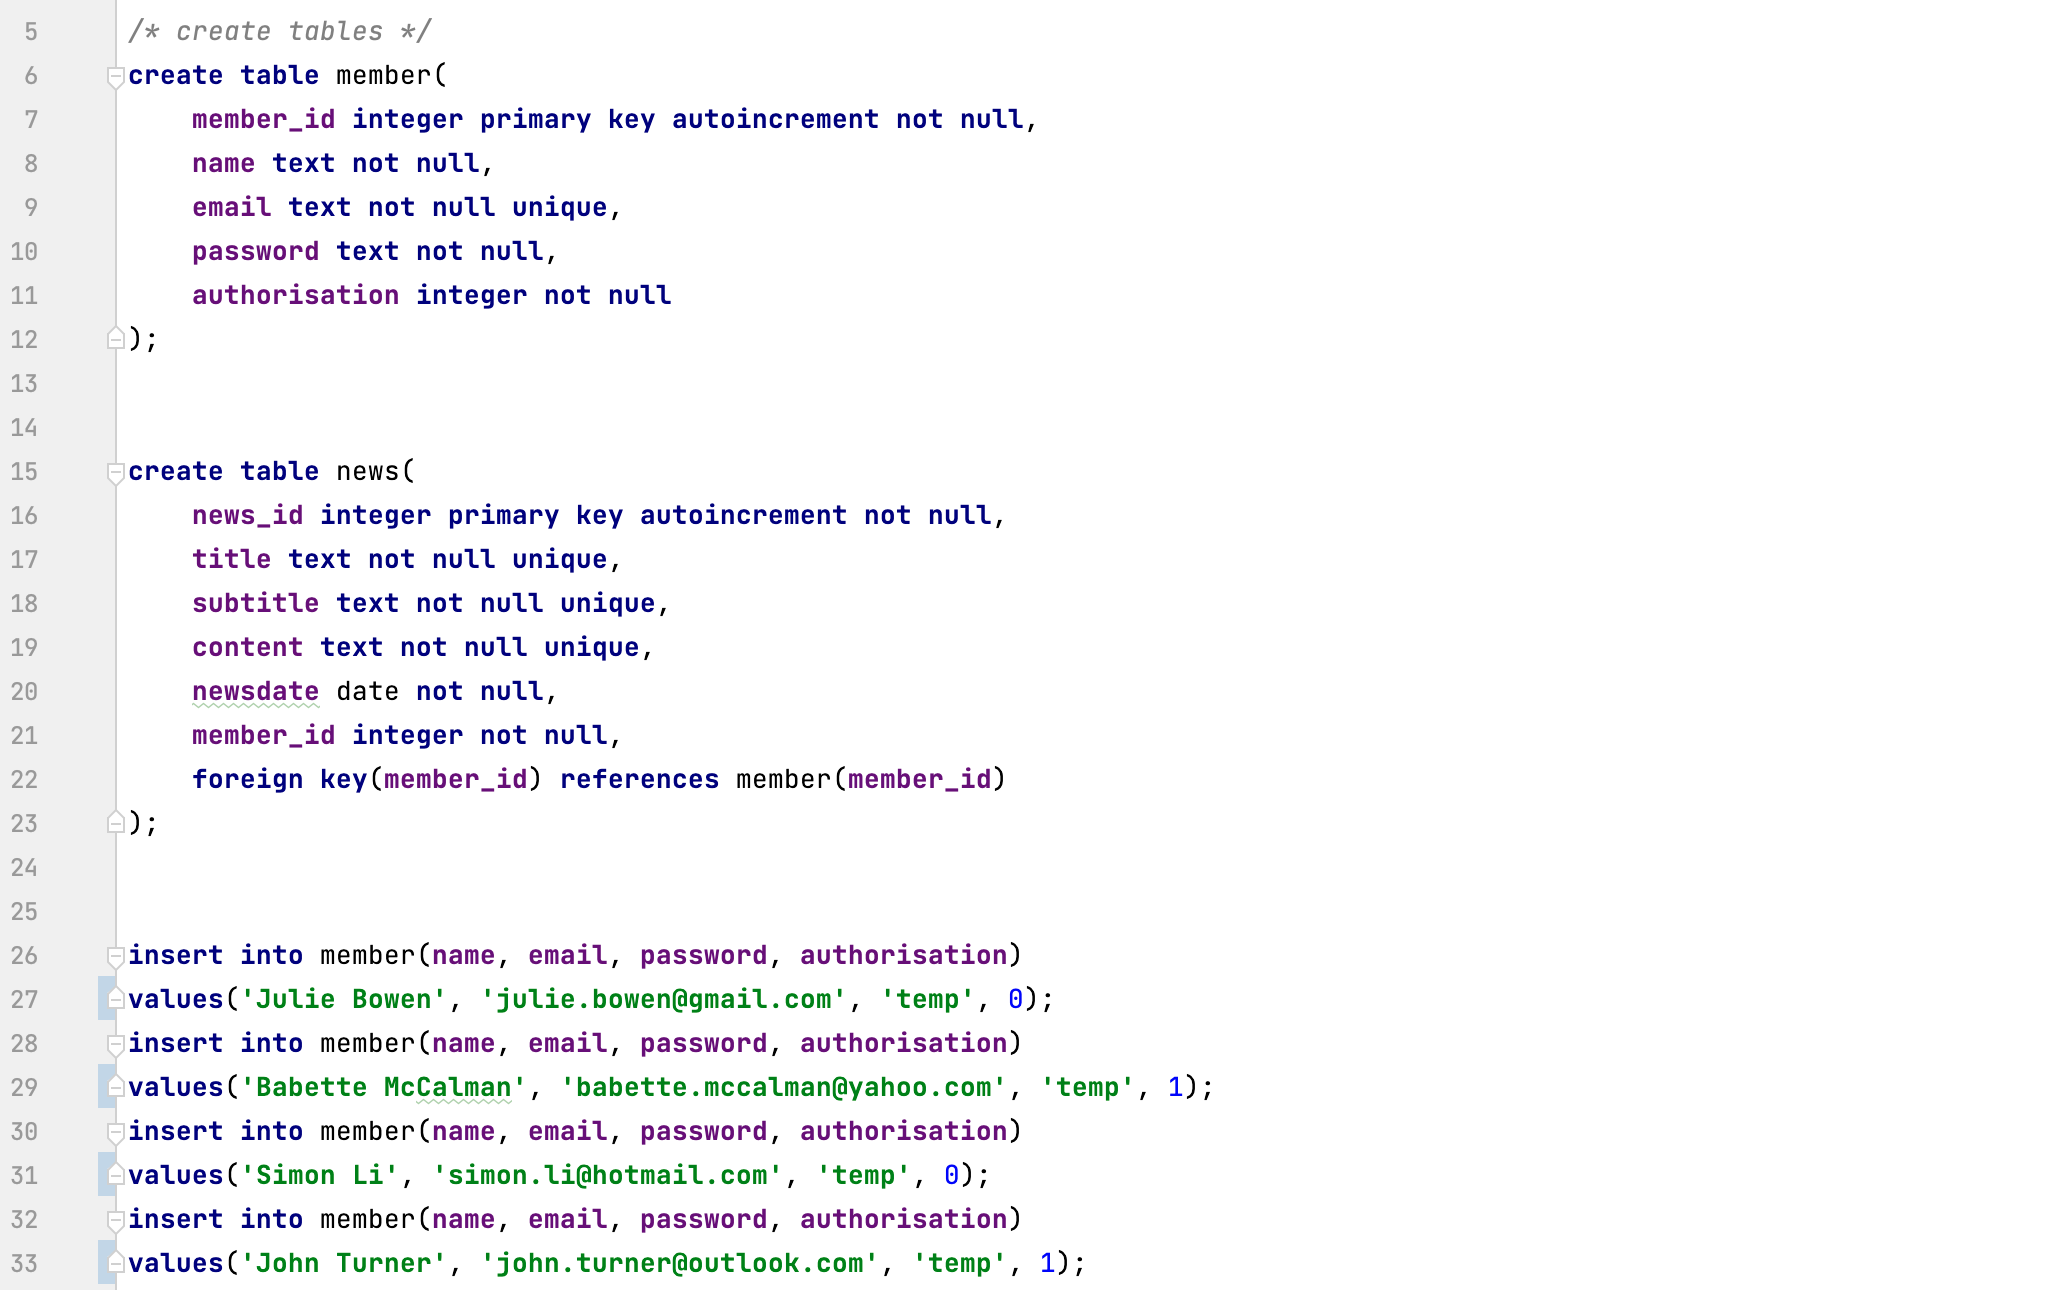 5 /* create tables */
6 create table member(
7 member_id integer primary key autoincrement not null,
8 name text not null,
9 email text not null unique,
10 password text not null,
11 authorisation integer not null
12 );
13
14
15 create table news(
16 news_id integer primary key autoincrement not null,
17 title text not null unique,
18 subtitle text not null unique,
19 content text not null unique,
20 newsdate date not null,
21 member_id integer not null,
22 foreign key(member_id) references member(member_id)
23 );
24
25
26 insert into member(name, email, password, authorisation)
27 values('Julie Bowen', 'julie.bowen@gmail.com', 'temp', 0);
28 insert into member(name, email, password, authorisation)
29 values('Babette McCalman', 'babette.mccalman@yahoo.com', 'temp', 1);
30 insert into member(name, email, password, authorisation)
31 values('Simon Li', 'simon.li@hotmail.com', 'temp', 0);
32 insert into member(name, email, password, authorisation)
33 values('John Turner', 'john.turner@outlook.com', 'temp', 1);